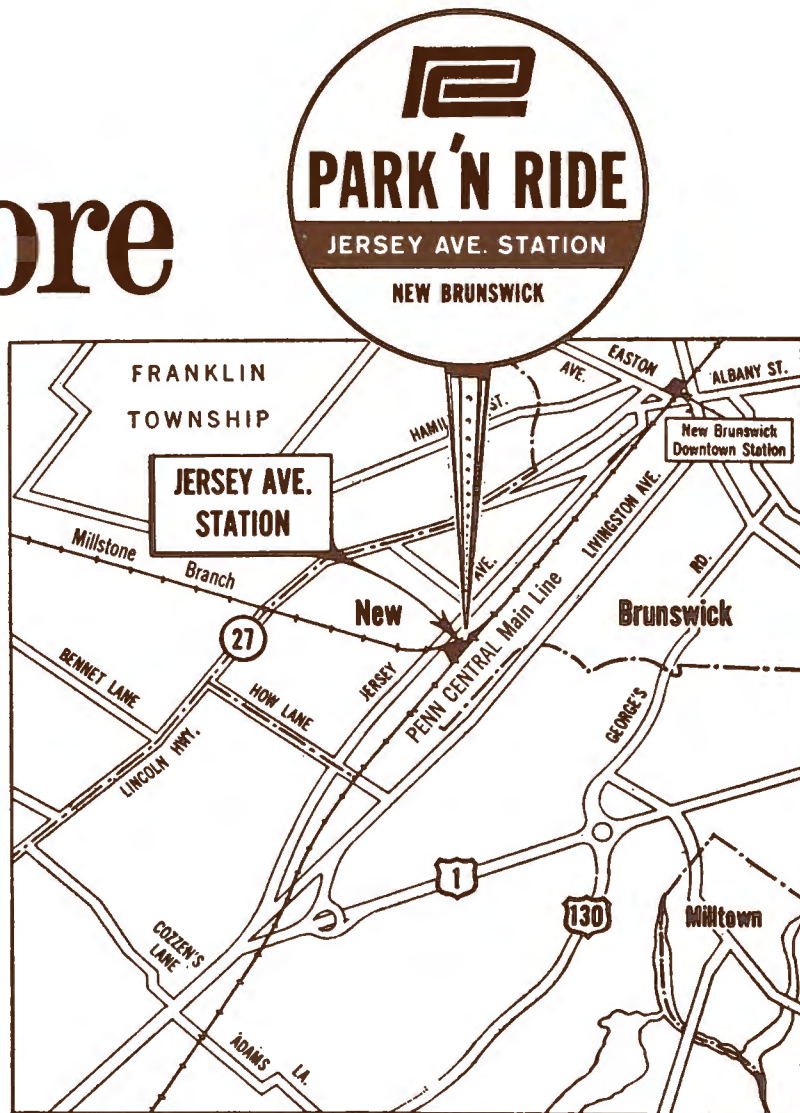 PARK 'N RIDE
JERSEY AVE. STATION
NEW BRUNSWICK
ore
FRANKLIN
TOWNSHIP
EASTON
AVE.
ALBANY ST.
HAMIL
ST.
New Brunswick
Downtown Station
JERSEY AVE.
STATION
LIVINGSTON AVE.
Millstone
Branch
AVE.
RD.
New
Brunswick
27
JERSEY
PENN CENTRAL Main Line
BENNET LANE
HOW LANE
GEORGE'S
LINCOLN HWY.
1
130
Milltown
COZZEN'S
LANE
ADAMS
LA.